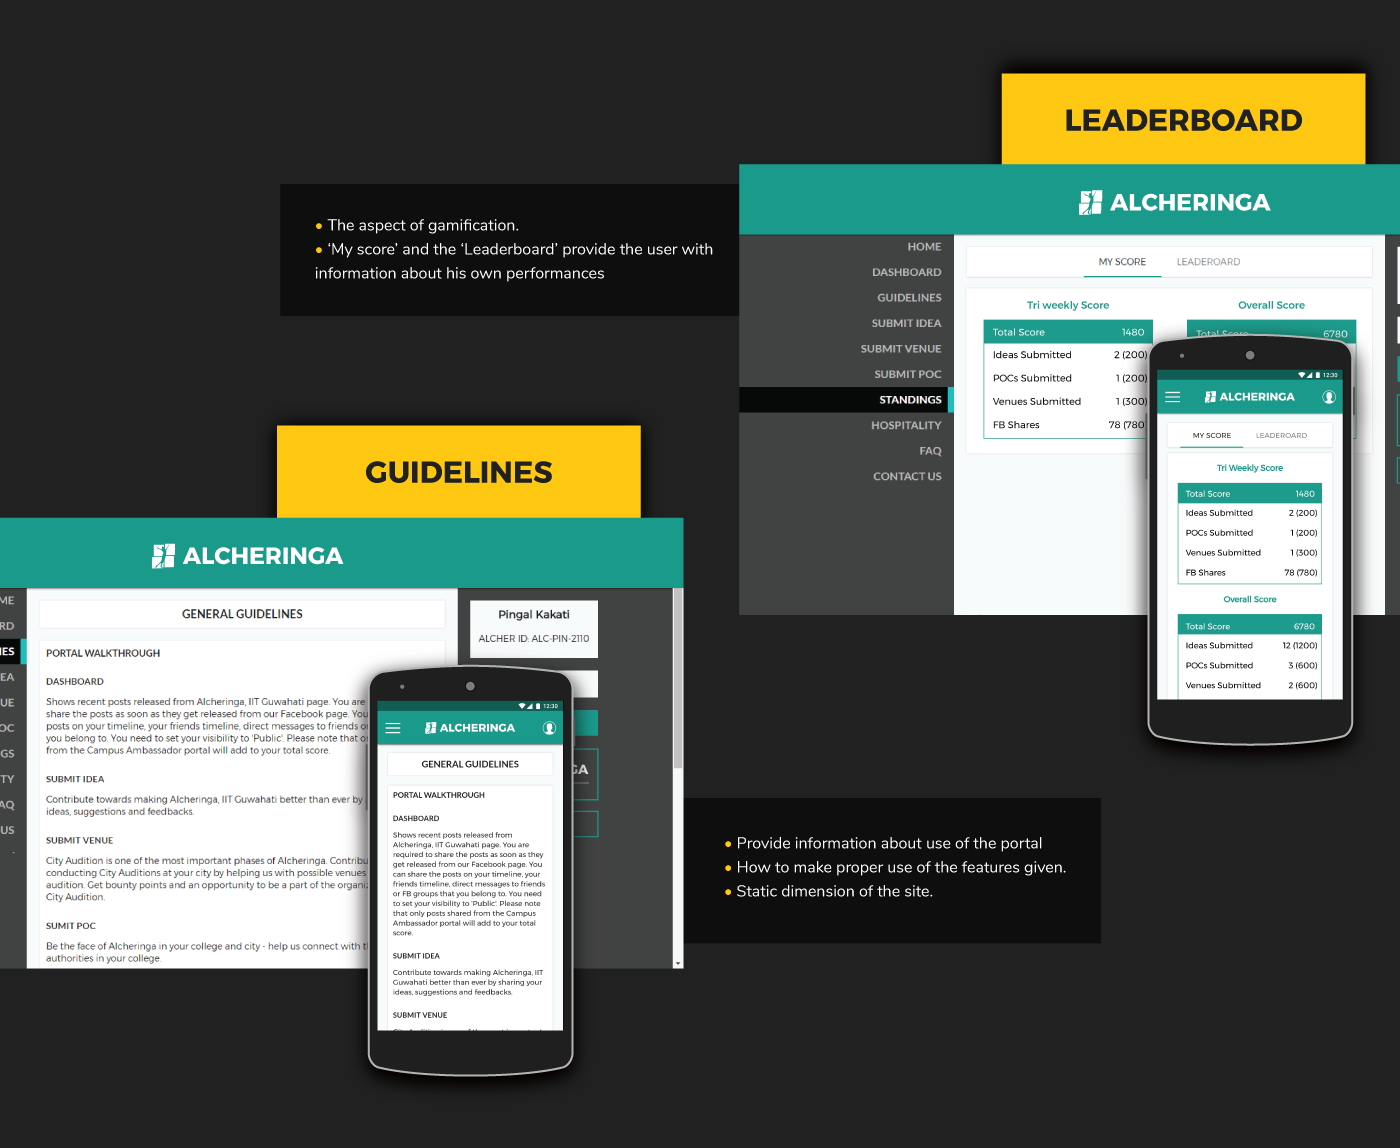 LEADERBOARD
ALCHERINGA
• The aspect of gamification.
• ‘My score’ and the ‘Leaderboard’ provide the user with
information about his own performances
HOME
DASHBOARD
GUIDELINES
SUBMIT IDEA
SUBMIT VENUE
SUBMIT POC
STANDINGS
HOSPITALITY
FAQ
CONTACT US
MY SCORE LEADEROARD
Tri weekly Score
Total Score 1480
Ideas Submitted 2 (200)
POCs Submitted 1 (200)
Venues Submitted 1 (300)
FB Shares 78 (780
Overall Score
Total Score 6780
12:30
ALCHERINGA
MY SCORE LEADEROARD
Tri Weekly Score
Total Score 1480
Ideas Submitted 2 (200)
POCs Submitted 1 (200)
Venues Submitted 1 (300)
FB Shares 78 (780)
Overall Score
Total Score 6780
Ideas Submitted 12 (1200)
POCs Submitted 3 (600)
Venues Submitted 2 (600)
GUIDELINES
ALCHERINGA
ME
RD
IES
EA
UE
OC
GS
TY
AQ
US
GENERAL GUIDELINES
PORTAL WALKTHROUGH
DASHBOARD
Shows recent posts released from Alcheringa, IIT Guwahati page. You are
share the posts as soon as they get released from our Facebook page. You
posts on your timeline, your friends timeline, direct messages to friends o
you belong to. You need to set your visibility to 'Public'. Please note that o
from the Campus Ambassador portal will add to your total score.
SUBMIT IDEA
Contribute towards making Alcheringa, IIT Guwahati better than ever by
ideas, suggestions and feedbacks.
SUBMIT VENUE
City Audition is one of the most important phases of Alcheringa. Contribu
conducting City Auditions at your city by helping us with possible venues
audition. Get bounty points and an opportunity to be a part of the organi
City Audition.
SUMIT POC
Be the face of Alcheringa in your college and city - help us connect with t
authorities in your college.
Pingal Kakati
ALCHER ID: ALC-PIN-2110
GA
12:30
ALCHERINGA
GENERAL GUIDELINES
PORTAL WALKTHROUGH
DASHBOARD
Shows recent posts released from
Alcheringa, IIT Guwahati page. You are
required to share the posts as soon as they
get released from our Facebook page. You
can share the posts on your timeline, your
friends timeline, direct messages to friends
or FB groups that you belong to. You need
to set your visibility to 'Public'. Please note
that only posts shared from the Campus
Ambassador portal will add to your total
score.
SUBMIT IDEA
Contribute towards making Alcheringa, IIT
Guwahati better than ever by sharing your
ideas, suggestions and feedbacks.
SUBMIT VENUE
• Provide information about use of the portal
• How to make proper use of the features given.
• Static dimension of the site.